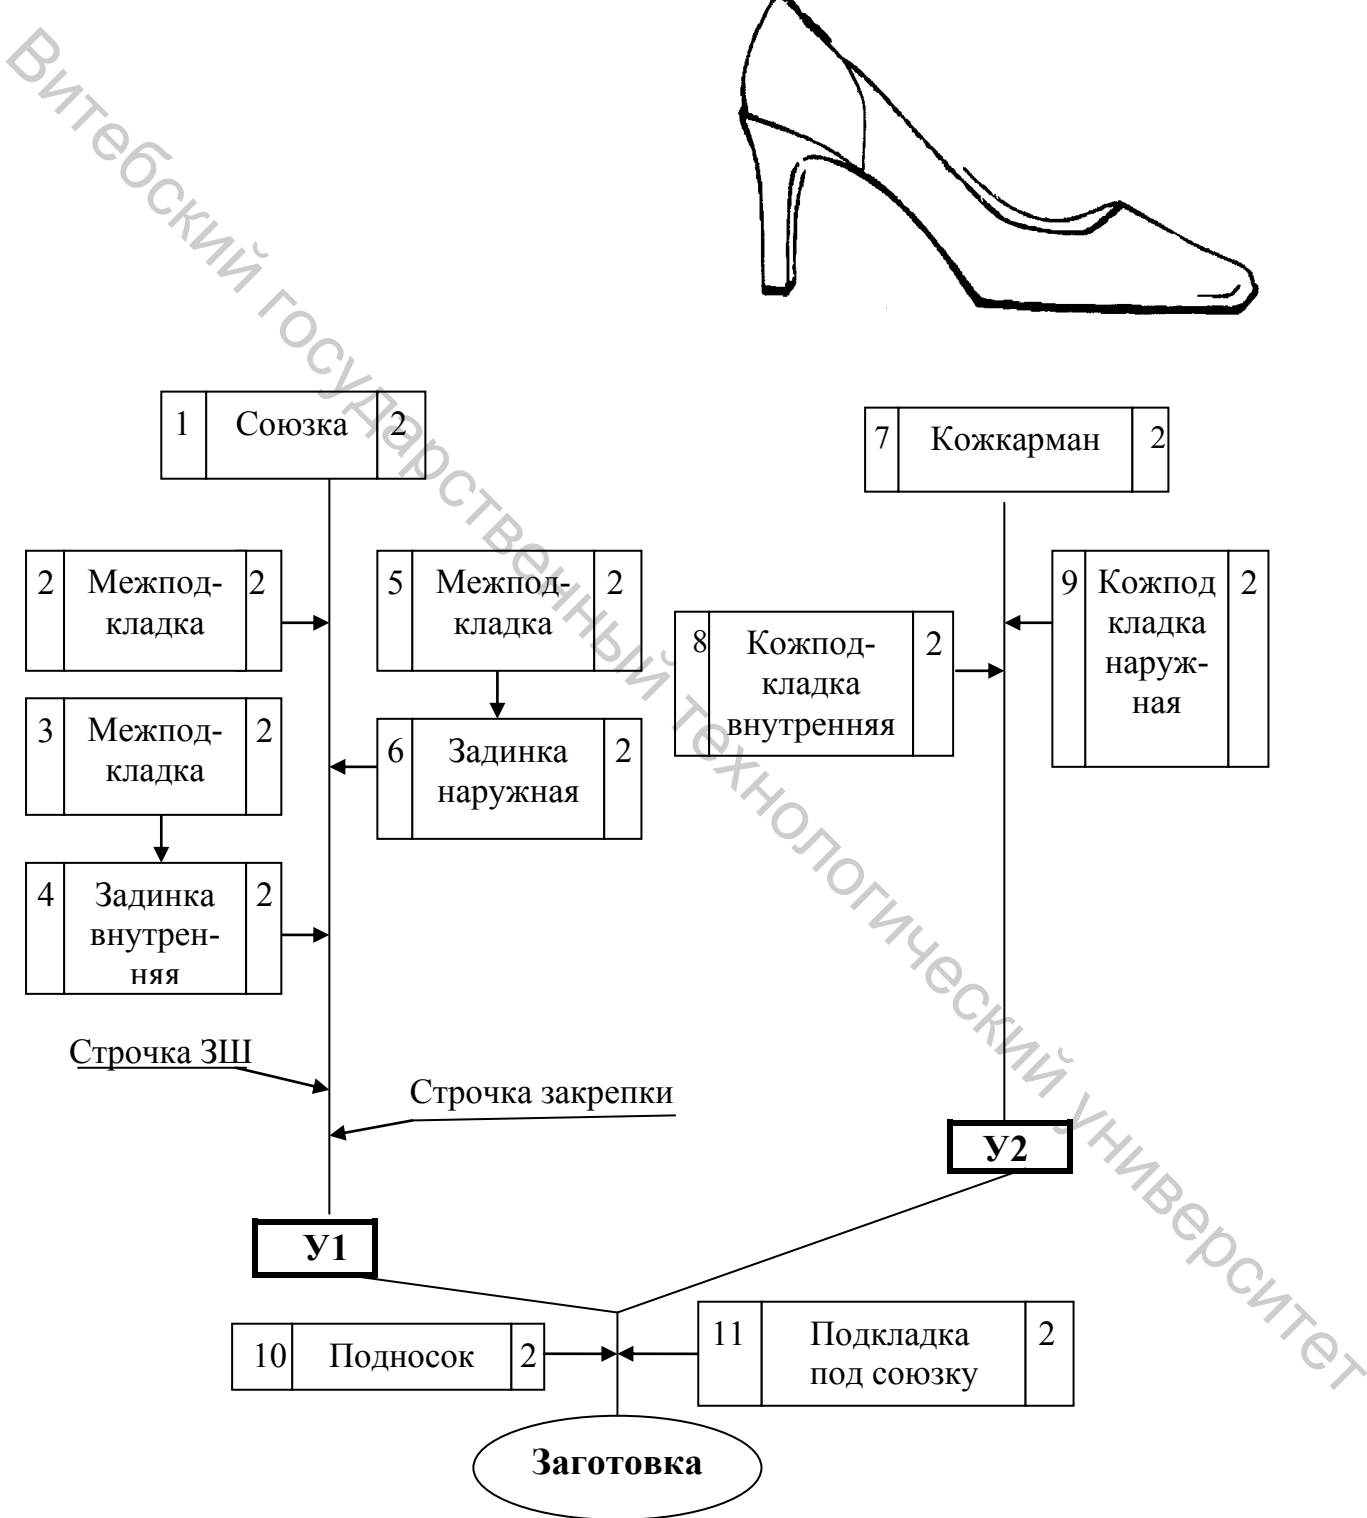 Витебский государственный технологический университет
1 Союзка 2
7 Кожкарман 2
2 Межпод- 2
кладка
5 Межпод- 2
кладка
9 Кожпод 2
кладка
наруж-
ная
8 Кожпод- 2
кладка
внутренняя
3 Межпод- 2
кладка
6 Задинка 2
наружная
4 Задинка 2
внутрен-
няя
Строчка ЗШ
Строчка закрепки
У2
У1
10 Подносок 2
11 Подкладка 2
под союзку
Заготовка